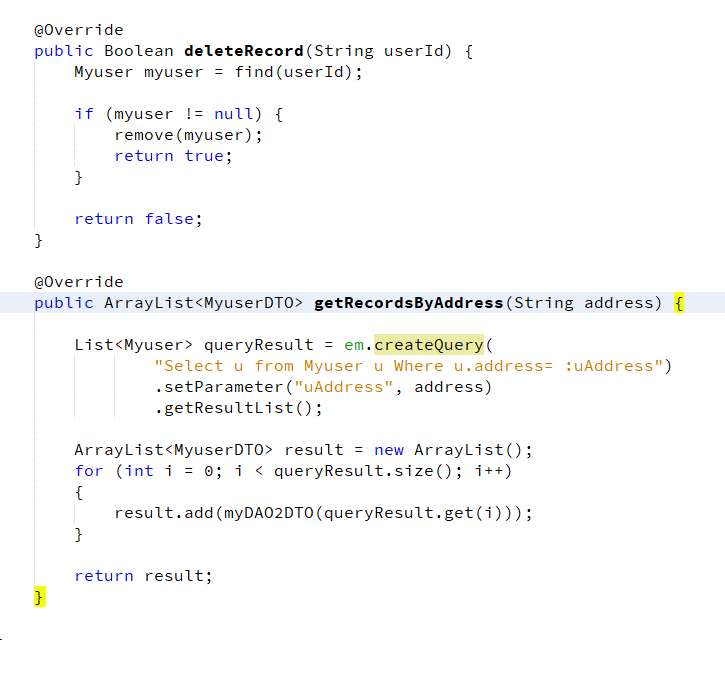 @Override
public Boolean deleteRecord(String userId) {
    Myuser myuser = find(userId);

    if (myuser != null) {
        remove(myuser);
        return true;
    }

    return false;
}

@Override
public ArrayList<MyuserDTO> getRecordsByAddress(String address) {

    List<Myuser> queryResult = em.createQuery(
            "Select u from Myuser u Where u.address= :uAddress")
            .setParameter("uAddress", address)
            .getResultList();

    ArrayList<MyuserDTO> result = new ArrayList();
    for (int i = 0; i < queryResult.size(); i++)
    {
        result.add(myDAO2DTO(queryResult.get(i)));
    }

    return result;
}